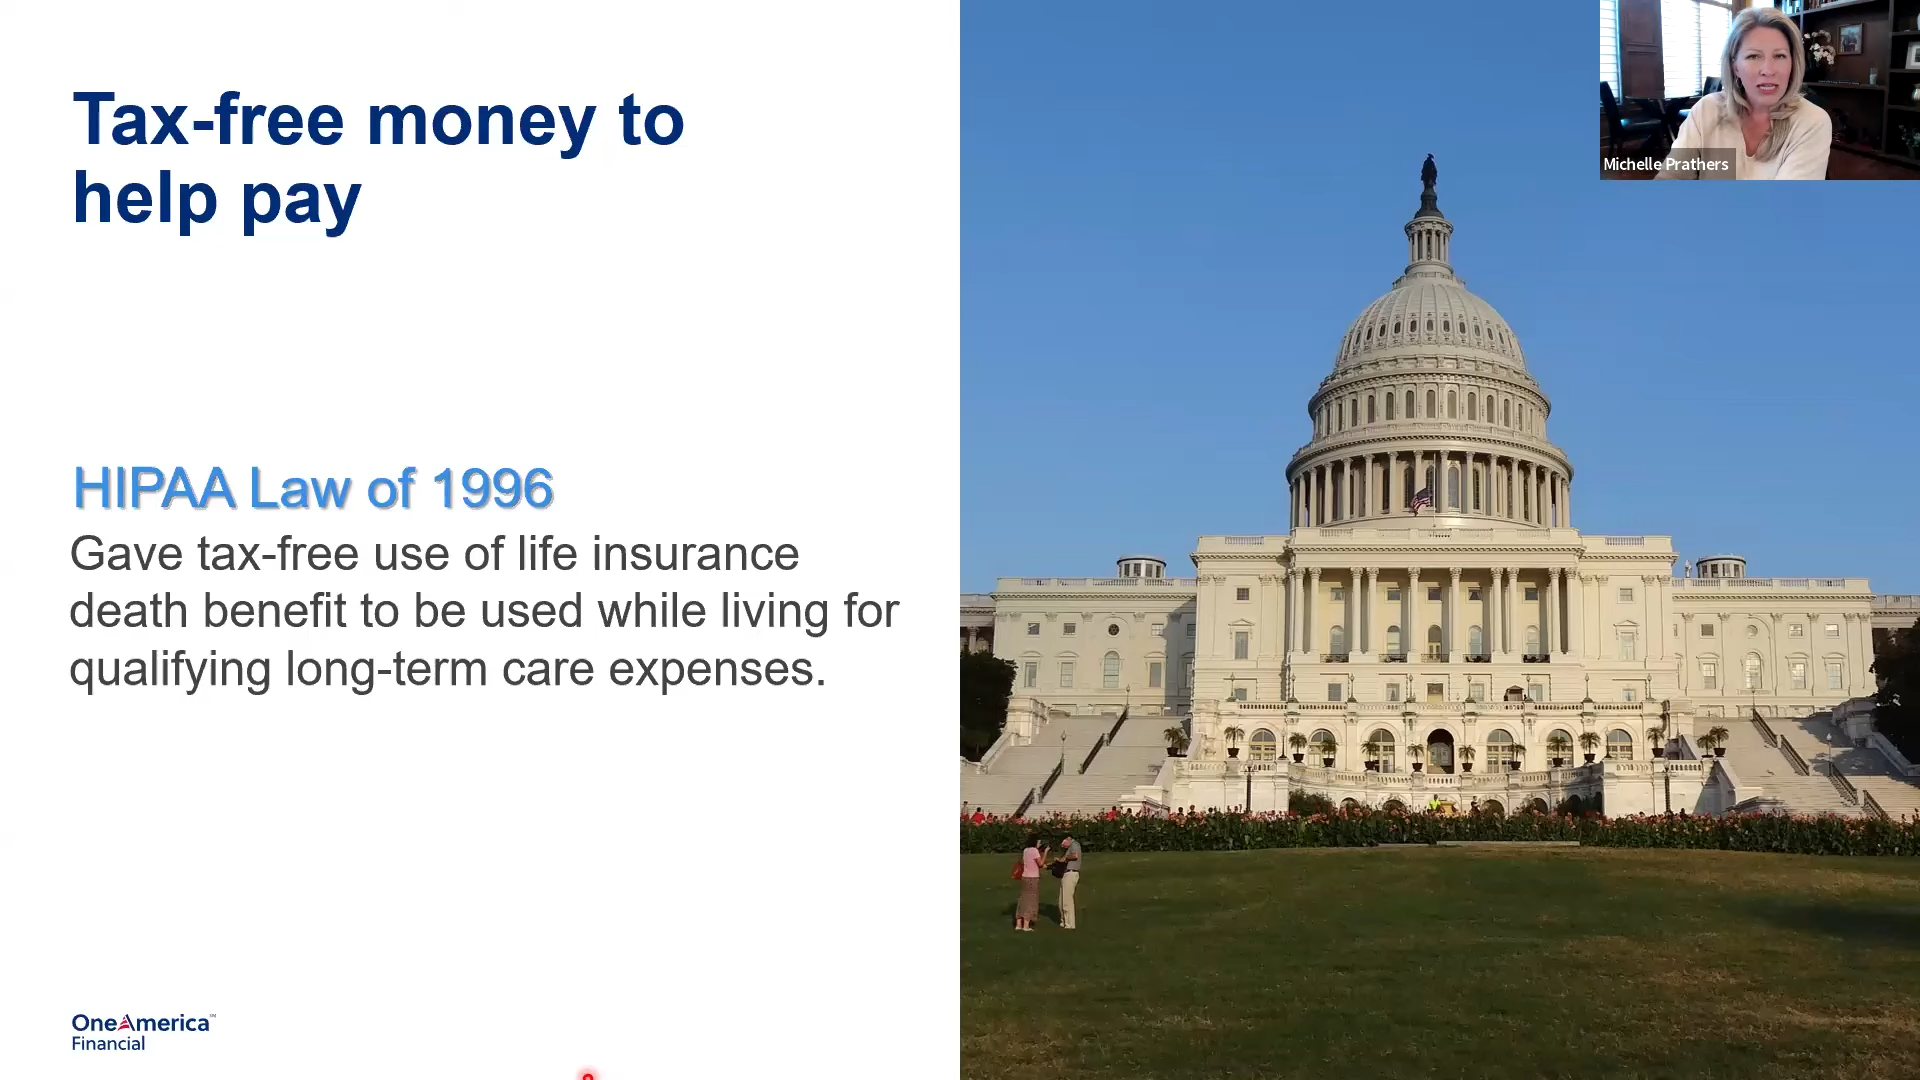 Tax-free money to
help pay
Michelle Prathers
HIPAA Law of 1996
Gave tax-free use of life insurance
death benefit to be used while living for
qualifying long-term care expenses.
OneAmerica
Financial